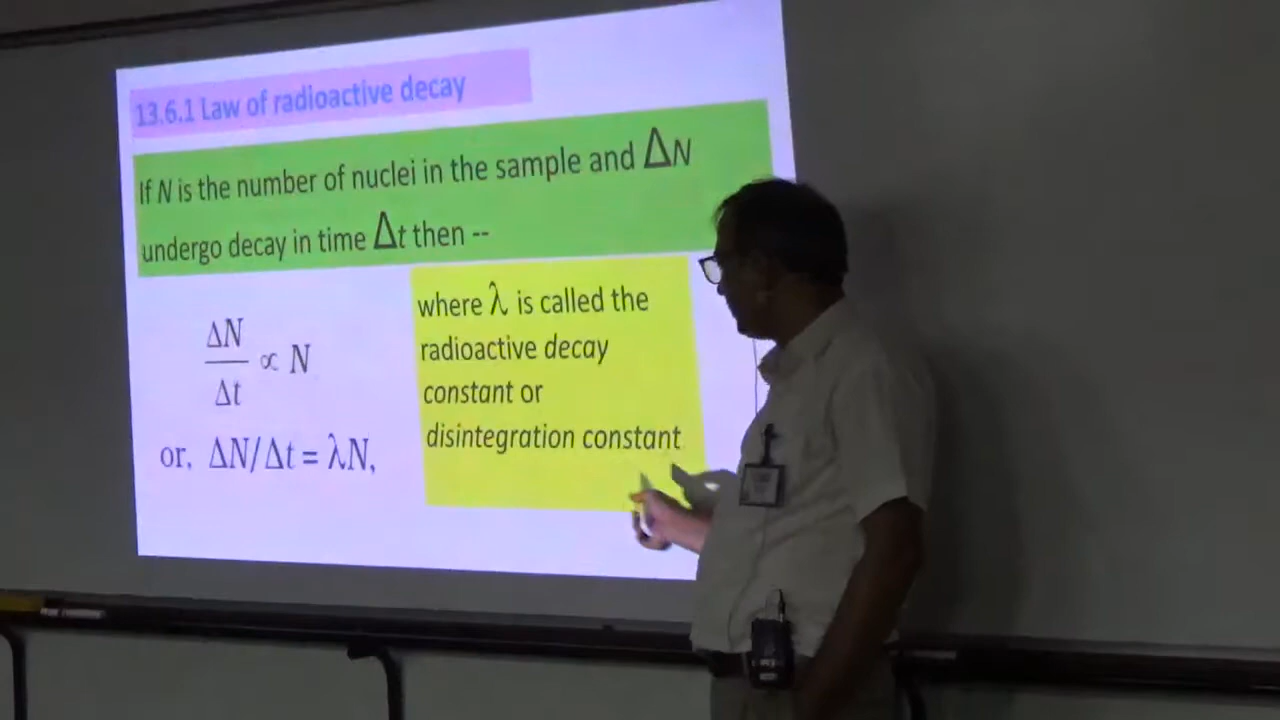 13.6.1 Law of radioactive decay
If N is the number of nuclei in the sample and ΔN
undergo decay in time Δt then --
ΔN
Δt
∝ N
or, ΔN/Δt = λN,
where λ is called the
radioactive decay
constant or
disintegration constant